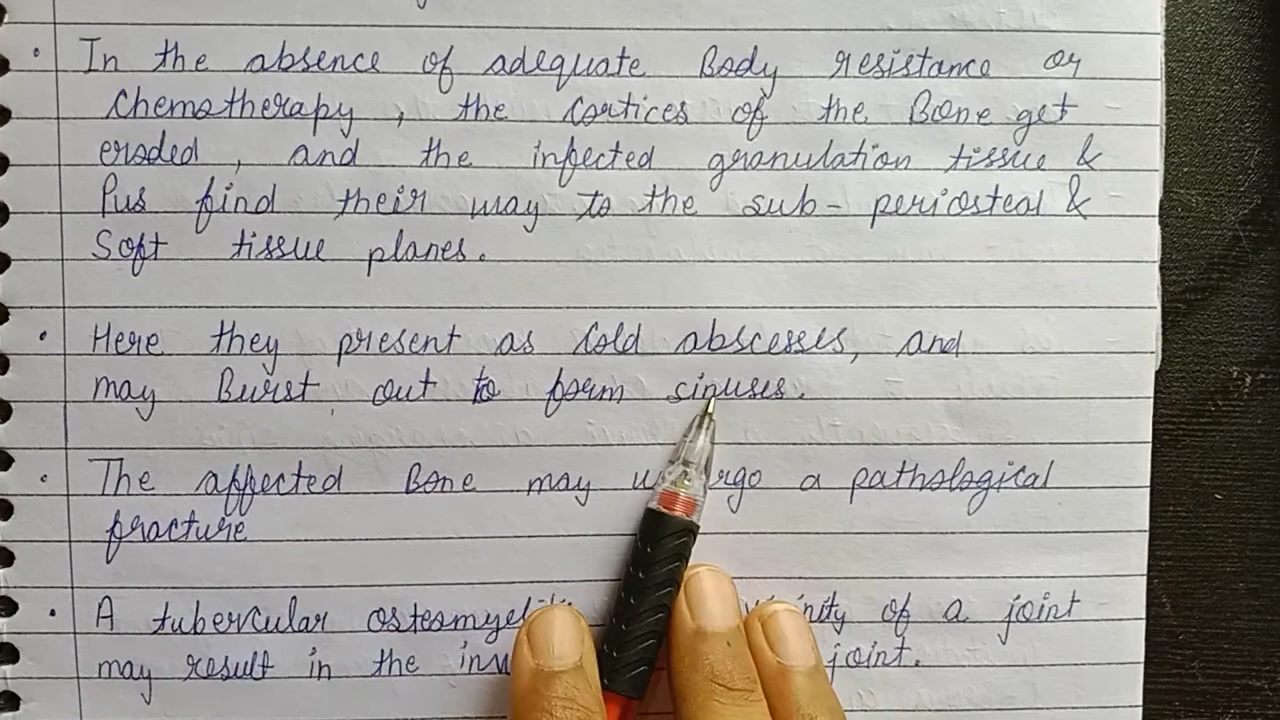 In the absence of adequate Body resistance or
Chemotherapy, the Cortices of the Bone get
eroded, and the infected granulation tissue &
Pus find their way to the sub-periosteal &
Soft tissue planes.
Here they present as Cold abscesses, and
may Burst out to form sinuses.
The affected Bone may a pathological
fracture
A tubercular of a joint
may result in the joint.